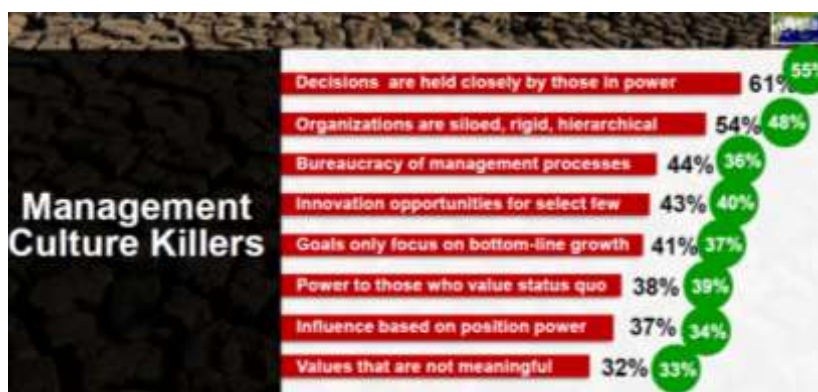 Management
Culture Killers
Decisions are held closely by those in power 61% 55%
Organizations are siloed, rigid, hierarchical 54% 48%
Bureaucracy of management processes 44% 36%
Innovation opportunities for select few 43% 40%
Goals only focus on bottom-line growth 41% 37%
Power to those who value status quo 38% 39%
Influence based on position power 37% 34%
Values that are not meaningful 32% 33%